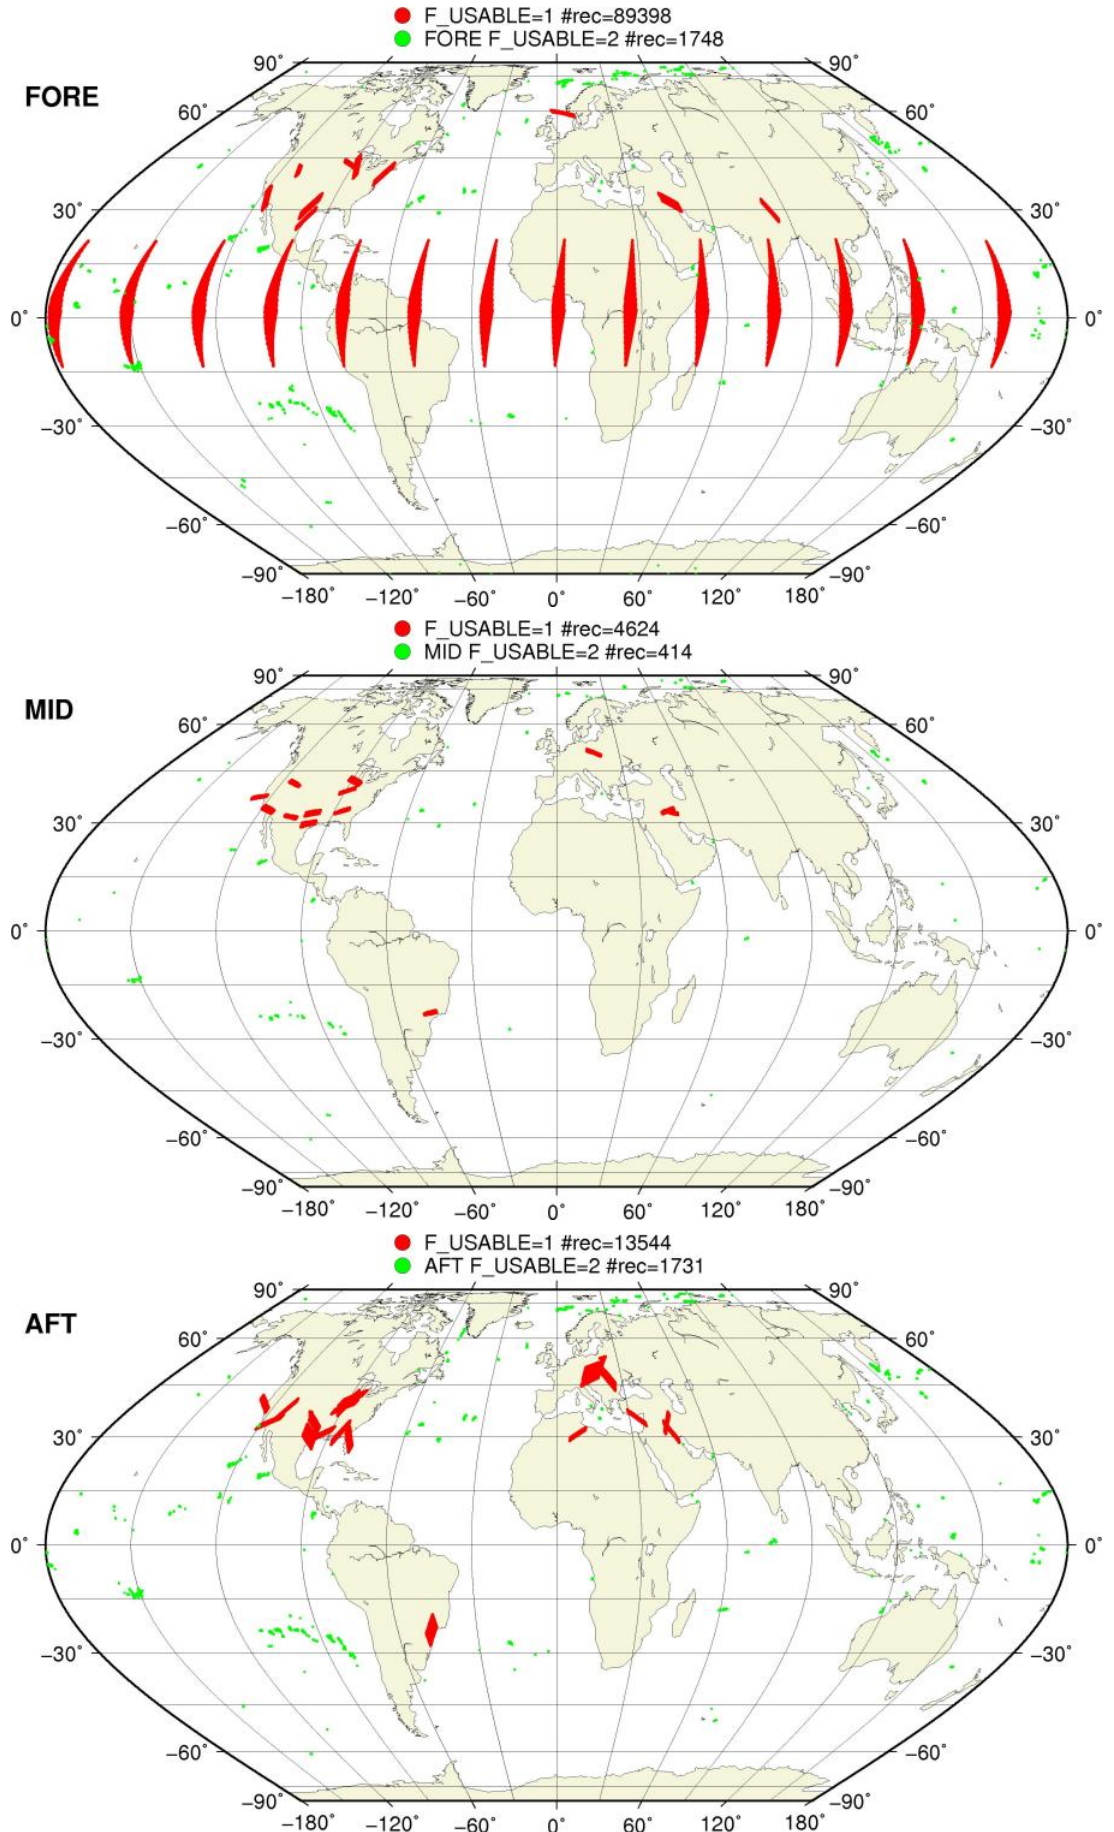 F_USABLE=1 #rec=89398
FORE F_USABLE=2 #rec=1748
FORE
90˚ 90˚
60˚ 60˚
30˚ 30˚
0˚ 0˚
−30˚ −30˚
−60˚ −60˚
−90˚ −90˚
−180˚ −120˚ −60˚ 0˚ 60˚ 120˚ 180˚
F_USABLE=1 #rec=4624
MID F_USABLE=2 #rec=414
MID
90˚ 90˚
60˚ 60˚
30˚ 30˚
0˚ 0˚
−30˚ −30˚
−60˚ −60˚
−90˚ −90˚
−180˚ −120˚ −60˚ 0˚ 60˚ 120˚ 180˚
F_USABLE=1 #rec=13544
AFT F_USABLE=2 #rec=1731
AFT
90˚ 90˚
60˚ 60˚
30˚ 30˚
0˚ 0˚
−30˚ −30˚
−60˚ −60˚
−90˚ −90˚
−180˚ −120˚ −60˚ 0˚ 60˚ 120˚ 180˚